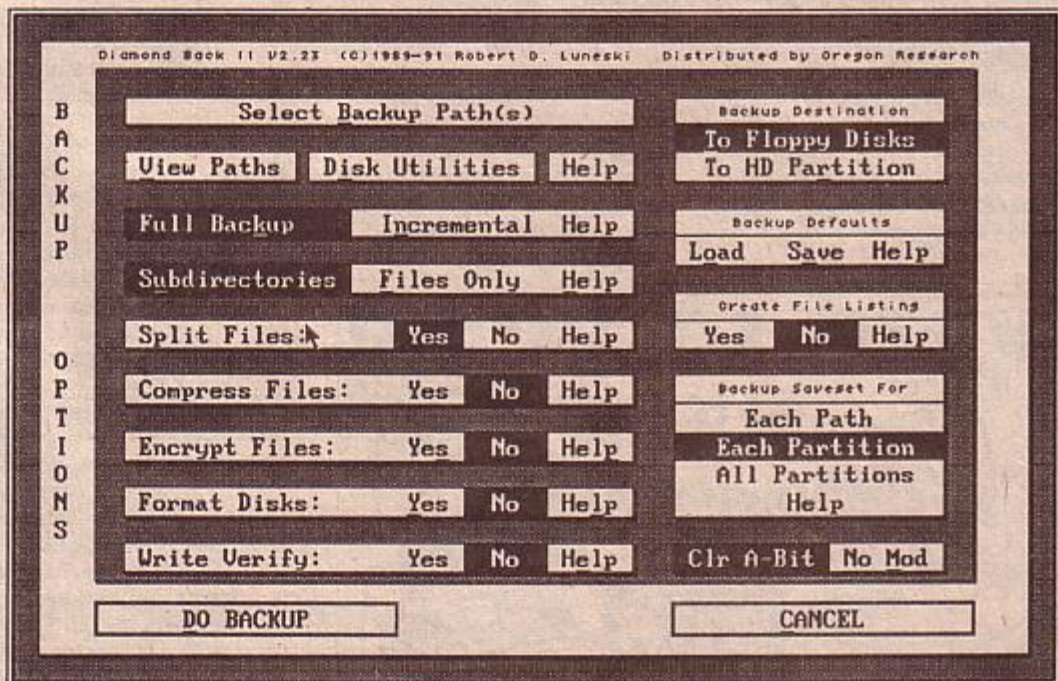 Diamond Back II V2.23 (C)1989-91 Robert D. Luneski Distributed by Oregon Research
BACKUP OPTIONS
Select Backup Path(s)
View Paths Disk Utilities Help
Full Backup Incremental Help
Subdirectories Files Only Help
Split Files: Yes No Help
Compress Files: Yes No Help
Encrypt Files: Yes No Help
Format Disks: Yes No Help
Write Verify: Yes No Help
Backup Destination
To Floppy Disks
To HD Partition
Backup Defaults
Load Save Help
Create File Listing
Yes No Help
Backup Saveset For
Each Path
Each Partition
All Partitions
Help
Clr A-Bit No Mod
DO BACKUP CANCEL